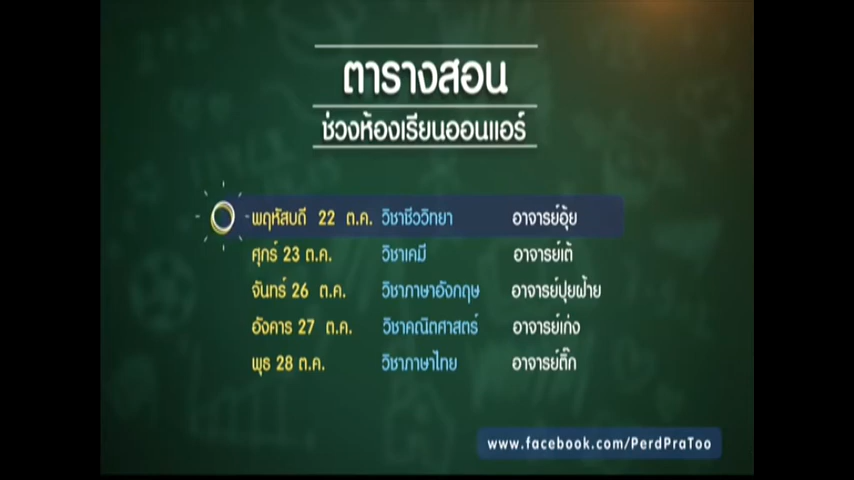 ตารางสอน
ช่วงห้องเรียนออนแอร์
พฤหัสบดี 22 ต.ค. วิชาชีววิทยา อาจารย์อุ้ย
ศุกร์ 23 ต.ค. วิชาเคมี อาจารย์เต้
จันทร์ 26 ต.ค. วิชาภาษาอังกฤษ อาจารย์ปุยฝ้าย
อังคาร 27 ต.ค. วิชาคณิตศาสตร์ อาจารย์เก่ง
พุธ 28 ต.ค. วิชาภาษาไทย อาจารย์ติ๊ก
www.facebook.com/PerdPraToo